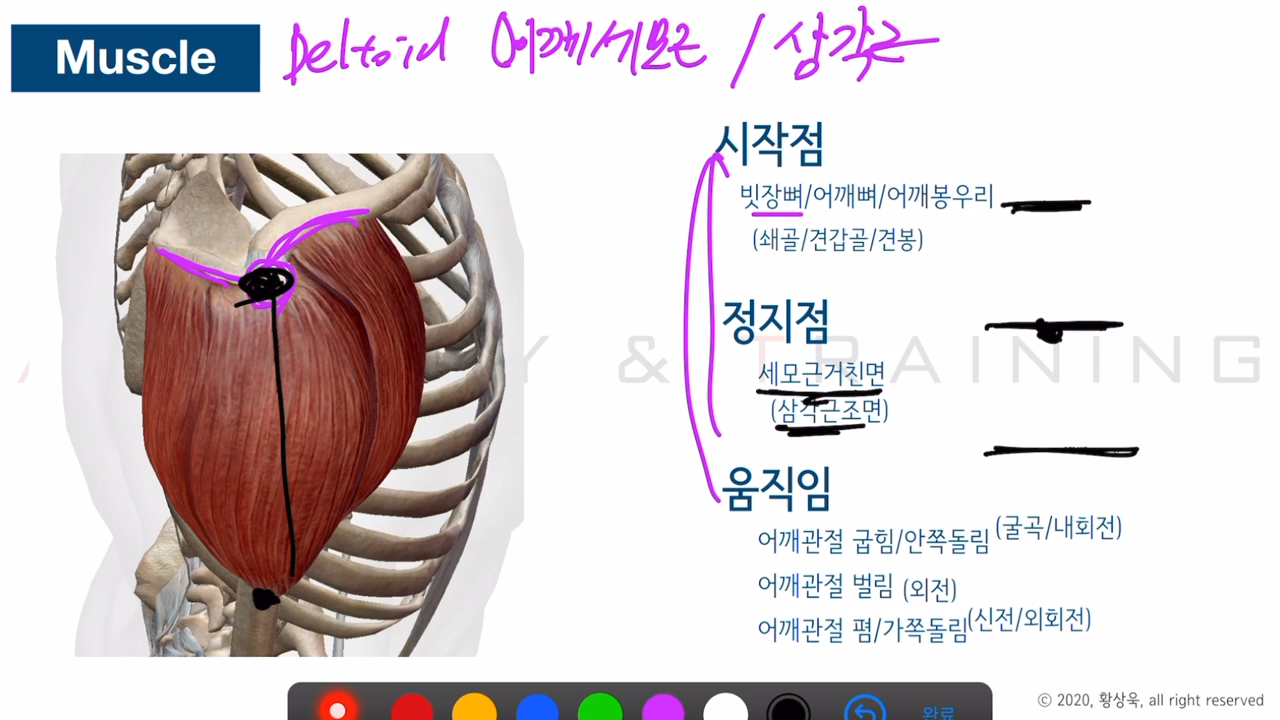 Muscle
Deltoid 어깨세모근 / 삼각근
시작점
빗장뼈/어깨뼈/어깨봉우리
(쇄골/견갑골/견봉)
정지점
Y & TRAINING
세모근거친면
(삼각근조면)
움직임
어깨관절 굽힘/안쪽돌림 (굴곡/내회전)
어깨관절 벌림 (외전)
어깨관절 폄/가쪽돌림 (신전/외회전)
© 2020, 황상욱, all right reserved
완료